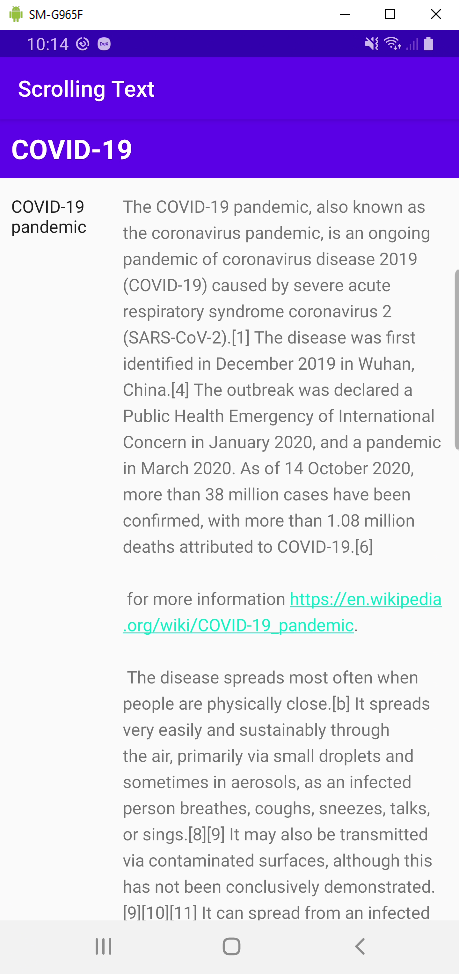 SM-G965F
10:14
Scrolling Text
COVID-19
COVID-19
pandemic
The COVID-19 pandemic, also known as
the coronavirus pandemic, is an ongoing
pandemic of coronavirus disease 2019
(COVID-19) caused by severe acute
respiratory syndrome coronavirus 2
(SARS-CoV-2).[1] The disease was first
identified in December 2019 in Wuhan,
China.[4] The outbreak was declared a
Public Health Emergency of International
Concern in January 2020, and a pandemic
in March 2020. As of 14 October 2020,
more than 38 million cases have been
confirmed, with more than 1.08 million
deaths attributed to COVID-19.[6]
for more information https://en.wikipedia
.org/wiki/COVID-19_pandemic.
The disease spreads most often when
people are physically close.[b] It spreads
very easily and sustainably through
the air, primarily via small droplets and
sometimes in aerosols, as an infected
person breathes, coughs, sneezes, talks,
or sings.[8][9] It may also be transmitted
via contaminated surfaces, although this
has not been conclusively demonstrated.
[9][10][11] It can spread from an infected